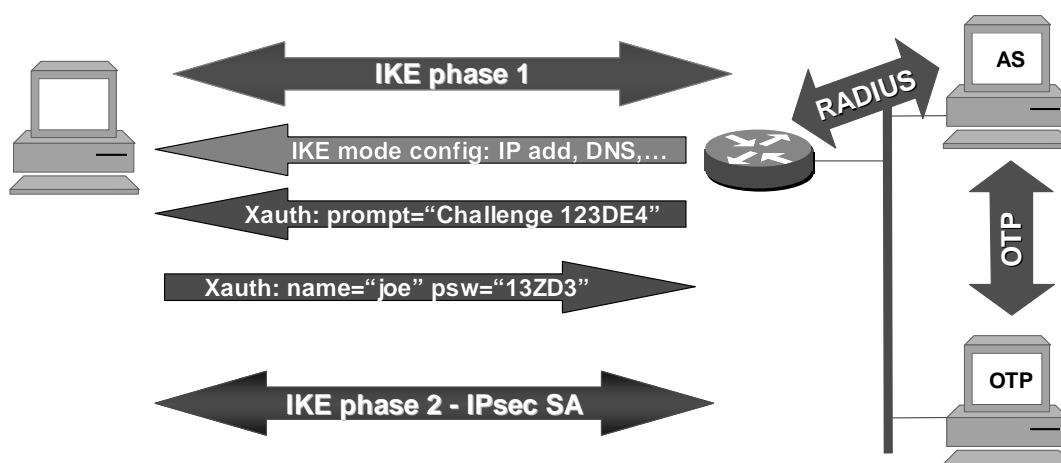 IKE phase 1
RADIUS
AS
IKE mode config: IP add, DNS,...
Xauth: prompt=“Challenge 123DE4”
OTP
Xauth: name=“joe” psw=“13ZD3”
OTP
IKE phase 2 - IPsec SA